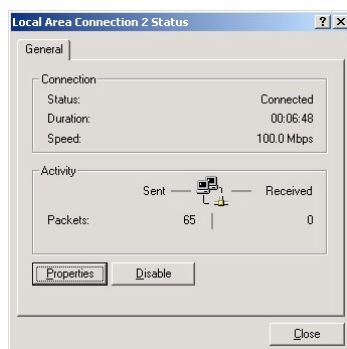 Local Area Connection 2 Status
General
Connection
Status: Connected
Duration: 00:06:48
Speed: 100.0 Mbps
Activity
Sent Received
Packets: 65 0
Properties Disable
Close